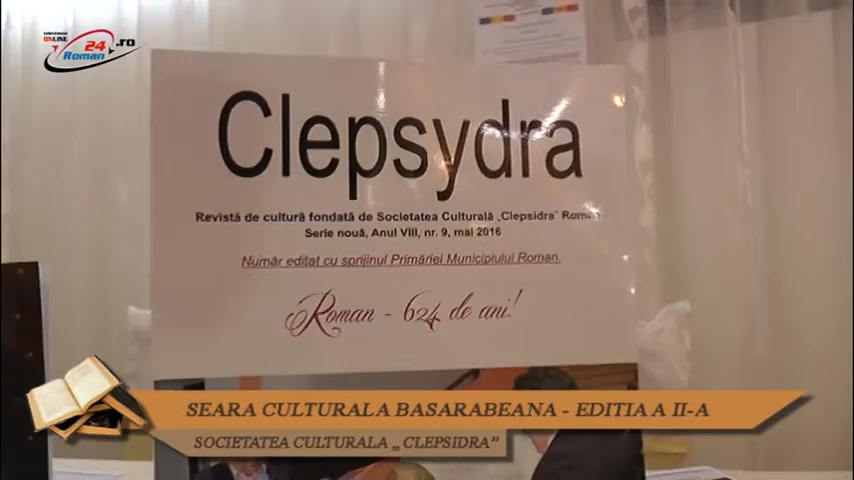 televiziunea
ONLINE
Roman 24.ro
Clepsydra
Revistă de cultură fondată de Societatea Culturală „Clepsidra” Roman
Serie nouă, Anul VIII, nr. 9, mai 2016
Număr editat cu sprijinul Primăriei Municipiului Roman.
Roman - 624 de ani!
SEARA CULTURALA BASARABEANA - EDITIA A II-A
SOCIETATEA CULTURALA „ CLEPSIDRA”